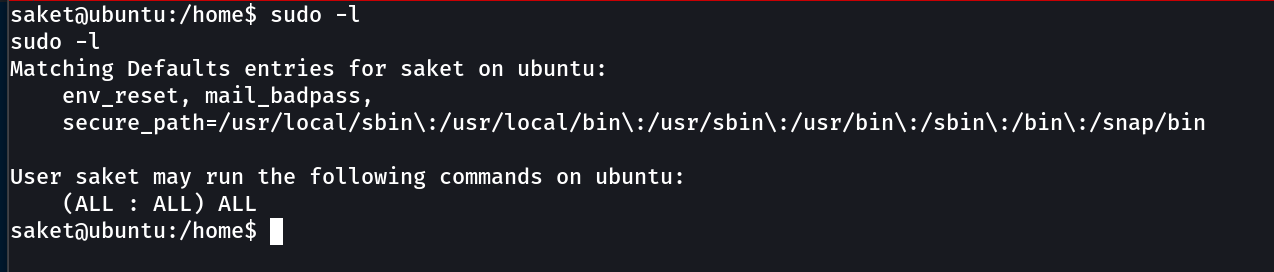 saket@ubuntu:/home$ sudo -l
sudo -l
Matching Defaults entries for saket on ubuntu:
    env_reset, mail_badpass,
    secure_path=/usr/local/sbin\:/usr/local/bin\:/usr/sbin\:/usr/bin\:/sbin\:/bin\:/snap/bin

User saket may run the following commands on ubuntu:
    (ALL : ALL) ALL
saket@ubuntu:/home$